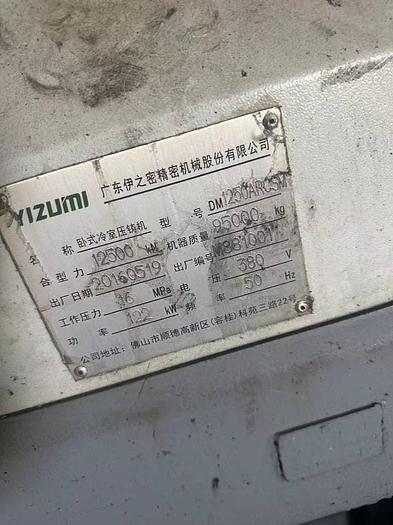 YIZUMI 广东伊之密精密机械股份有限公司
名 称 卧式冷室压铸机 型 号 DM1250ARCSM
合型力 12500 kN 机器质量 95000 kg
出厂日期 20160519 出厂编号
工作压力 16 MPa 电 压 380 V
功 率 122 kW 频 率 50 Hz
公司地址：佛山市顺德高新区(容桂)科苑三路22号